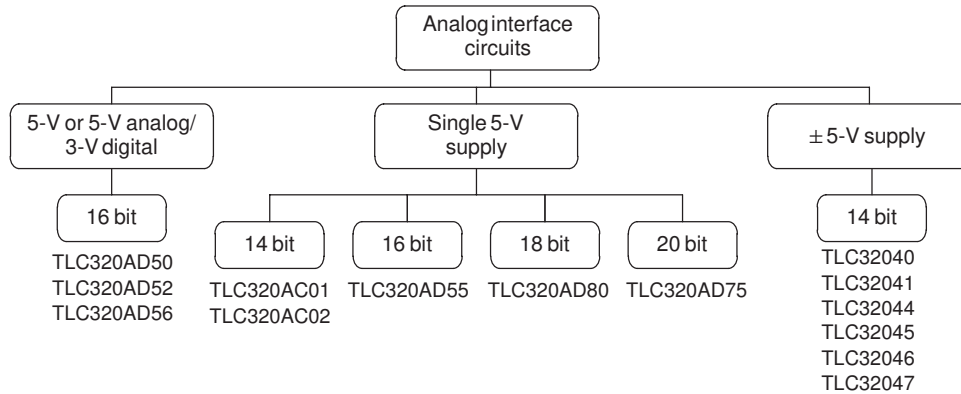 Analog interface
circuits
5-V or 5-V analog/
3-V digital
Single 5-V
supply
± 5-V supply
16 bit
TLC320AD50
TLC320AD52
TLC320AD56
14 bit
TLC320AC01
TLC320AC02
16 bit
TLC320AD55
18 bit
TLC320AD80
20 bit
TLC320AD75
14 bit
TLC32040
TLC32041
TLC32044
TLC32045
TLC32046
TLC32047